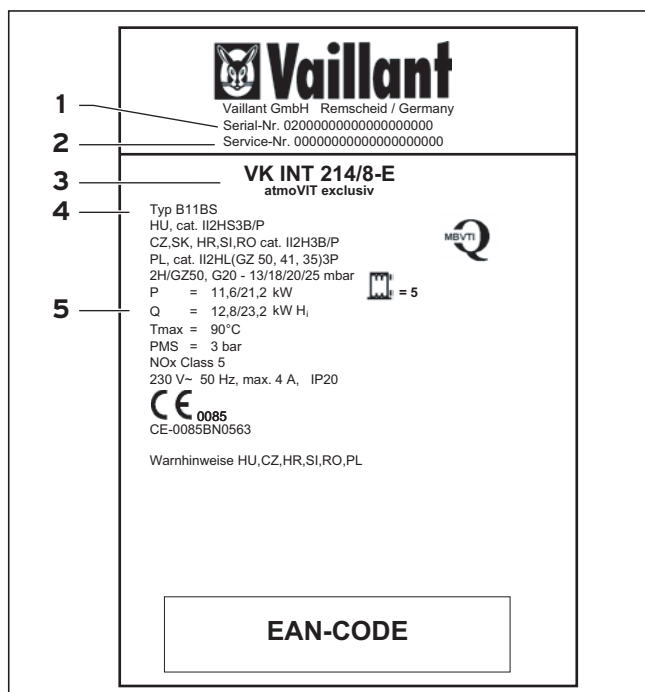 Vaillant
Vaillant GmbH Remscheid / Germany
1 Serial-Nr. 02000000000000000000
2 Service-Nr. 00000000000000000000
3 VK INT 214/8-E
atmoVIT exclusiv
4 Typ B11BS
HU, cat. II2HS3B/P
CZ,SK, HR,SI,RO cat. II2H3B/P
MBVTI Q
PL, cat. II2HL(GZ 50, 41, 35)3P
2H/GZ50, G20 - 13/18/20/25 mbar
P = 11,6/21,2 kW = 5
5 Q = 12,8/23,2 kW Hi
Tmax = 90°C
PMS = 3 bar
NOx Class 5
230 V~ 50 Hz, max. 4 A, IP20
CE 0085
CE-0085BN0563
Warnhinweise HU,CZ,HR,SI,RO,PL
EAN-CODE